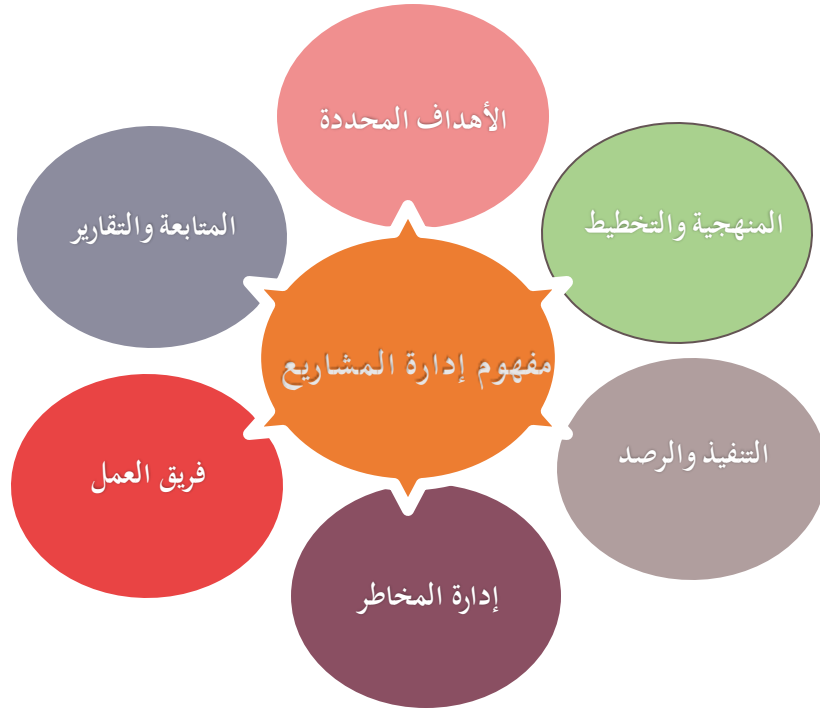 الأهداف المحددة
المنهجية والتخطيط
المتابعة والتقارير
مفهوم إدارة المشاريع
التنفيذ والرصد
فريق العمل
إدارة المخاطر